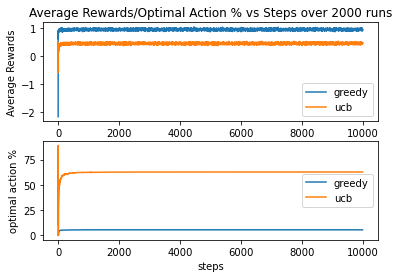 Average Rewards/Optimal Action % vs Steps over 2000 runs
Average Rewards
1
0
−1
−2
greedy
ucb
0
2000
4000
6000
8000
10000
optimal action %
75
50
25
0
greedy
ucb
0
2000
4000
6000
8000
10000
steps